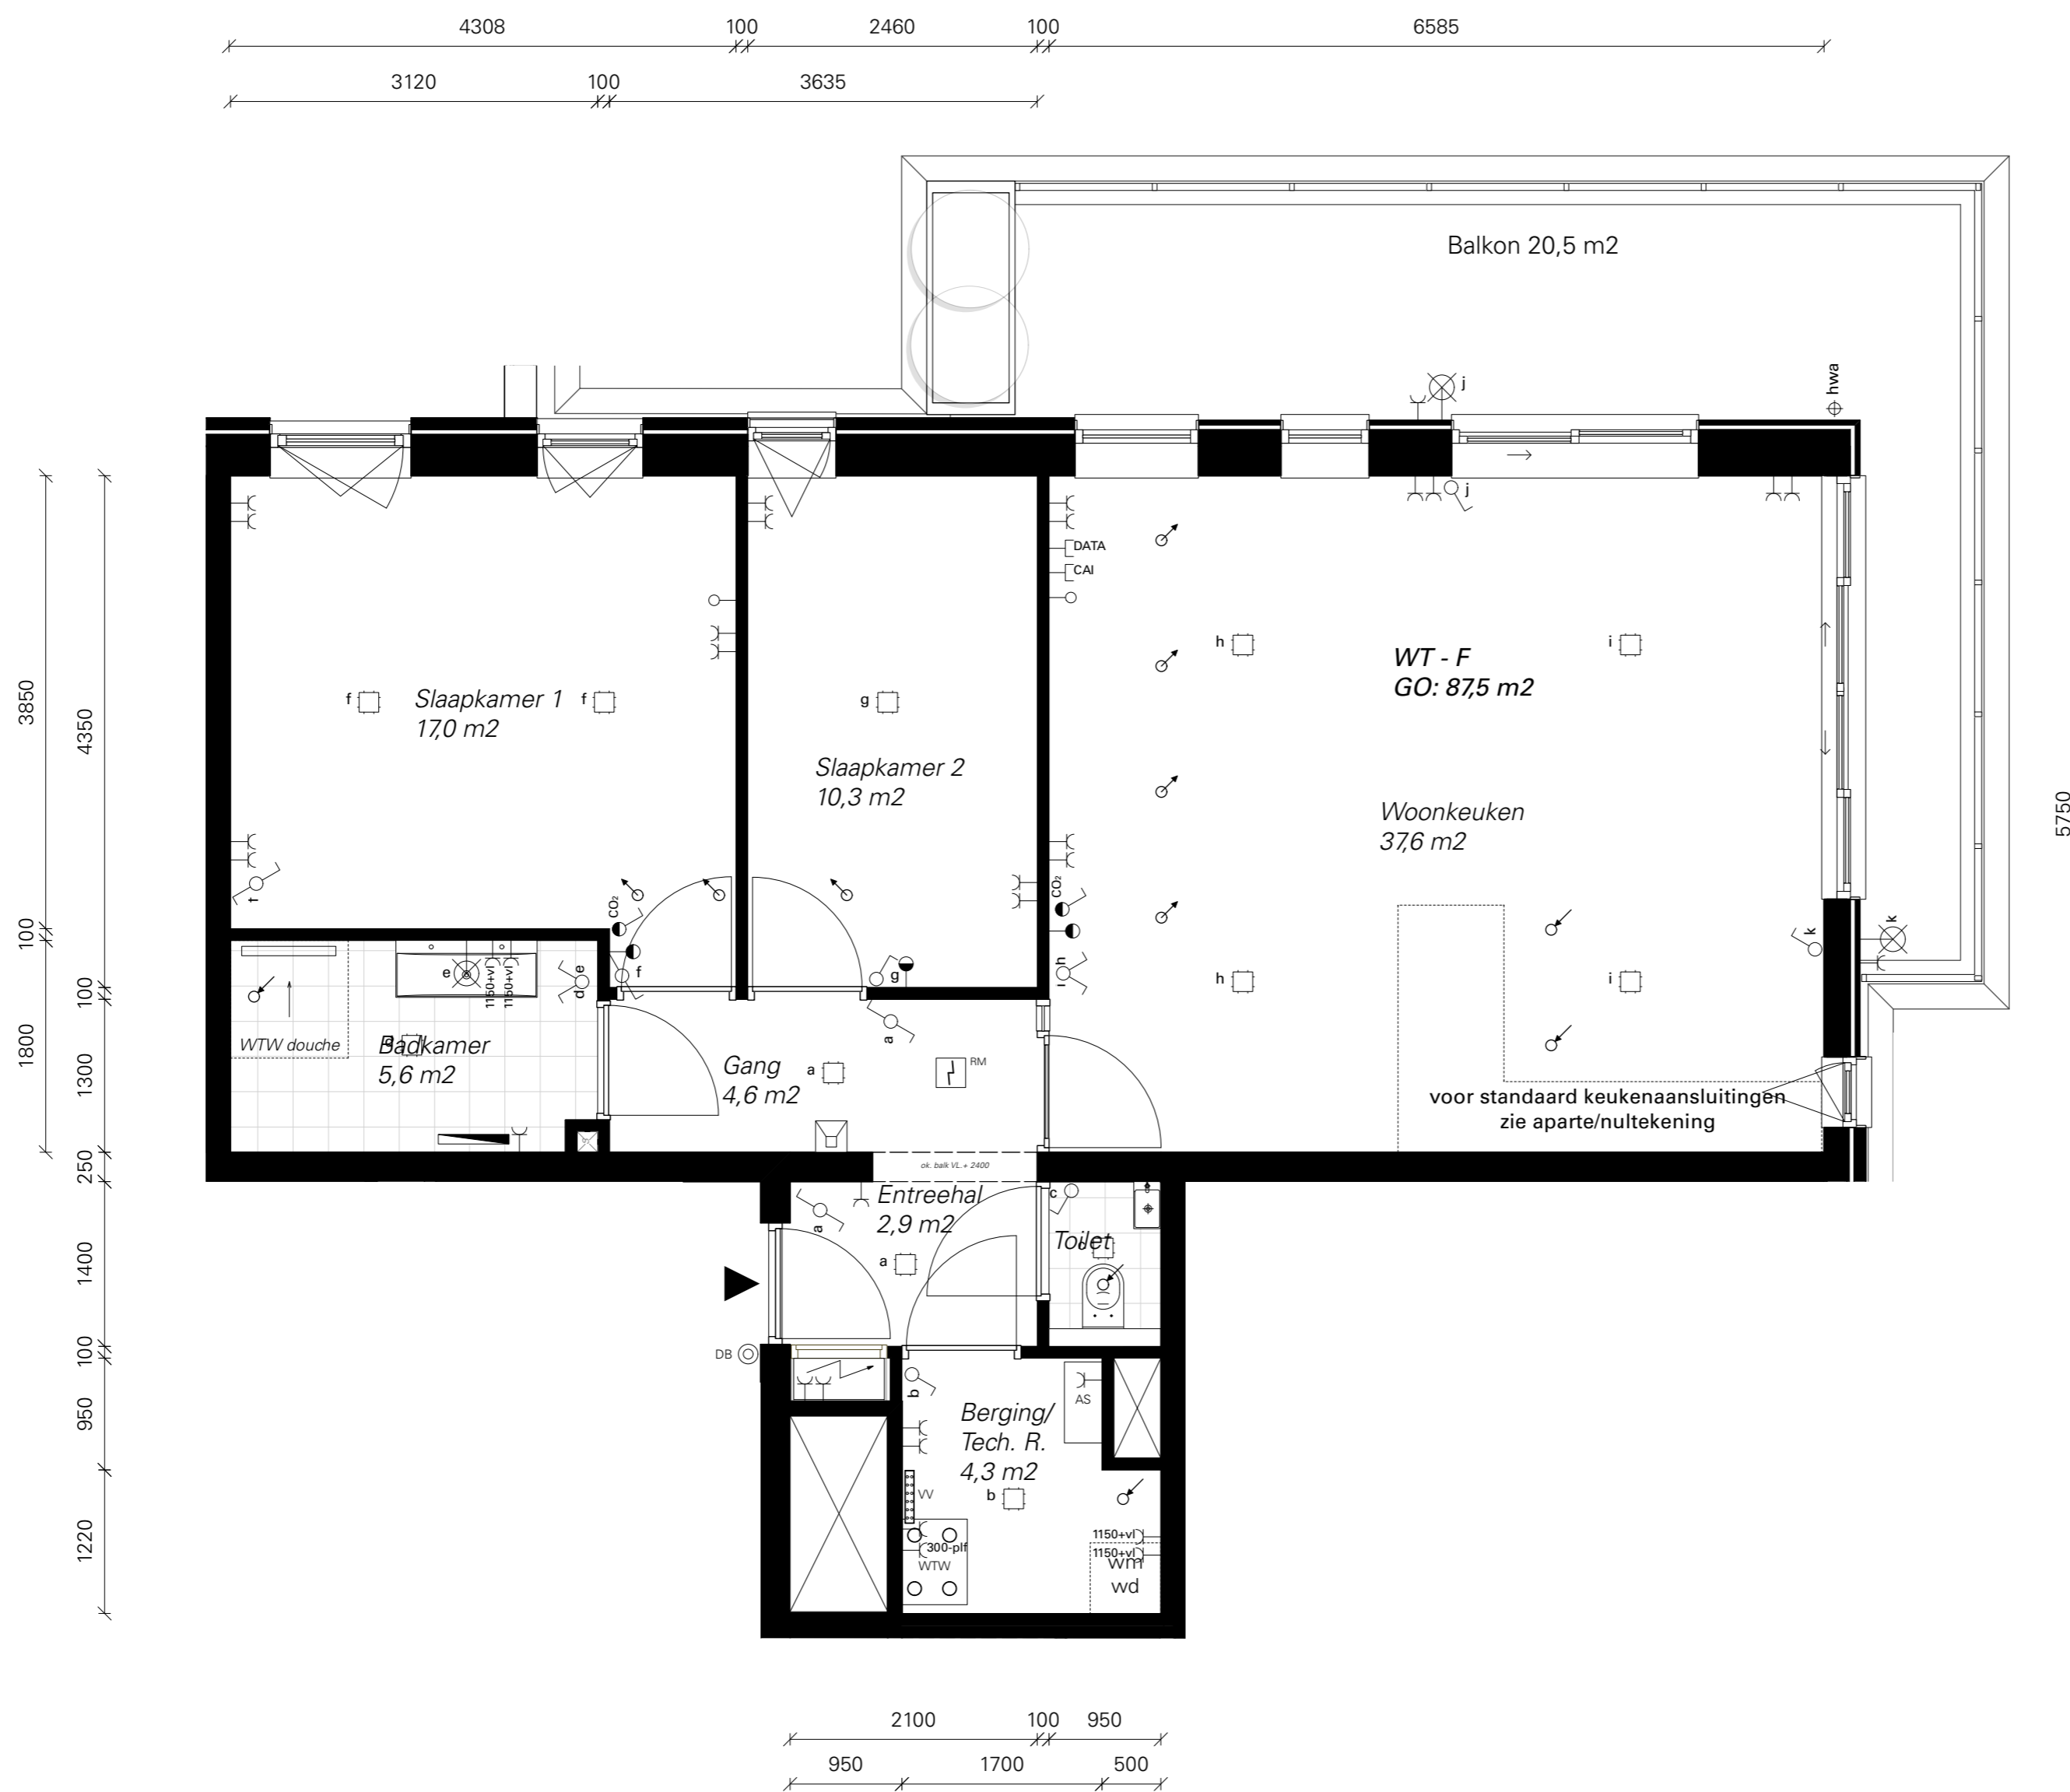 4308 100 2460 100 6585
3120 100 3635
Balkon 20,5 m2
hwa
j
j
DATA
CAI
h
i
WT - F
GO: 87,5 m2
f
Slaapkamer 1
17,0 m2
f
g
Slaapkamer 2
10,3 m2
Woonkeuken
37,6 m2
3850
4350
5750
f
CO2
CO2
k
k
100
e
1150+vl
1150+vl
d e
f
g
h
i
h
i
100
100
1800
1300
WTW douche
Badkamer
5,6 m2
a
Gang
4,6 m2
a
RM
voor standaard keukenaansluitingen
zie aparte/nultekening
250
ok. balk VL.+ 2400
a
Entreehal
2,9 m2
a
c
Toilet
1400
100
DB
950
b
AS
Berging/
Tech. R.
4,3 m2
b
VV
1220
300-plf
WTW
1150+vl
1150+vl
wm
wd
2100 100 950
950 1700 500